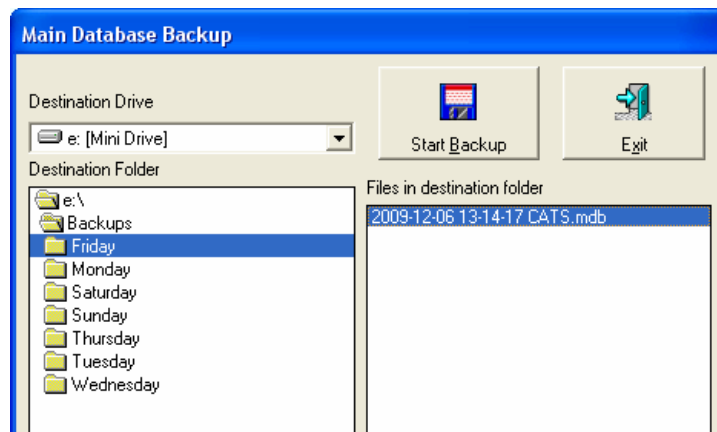 Main Database Backup
Destination Drive
e: [Mini Drive]
Start Backup
Exit
Destination Folder
Files in destination folder
e:\
Backups
Friday
Monday
Saturday
Sunday
Thursday
Tuesday
Wednesday
2009-12-06 13-14-17 CATS.mdb